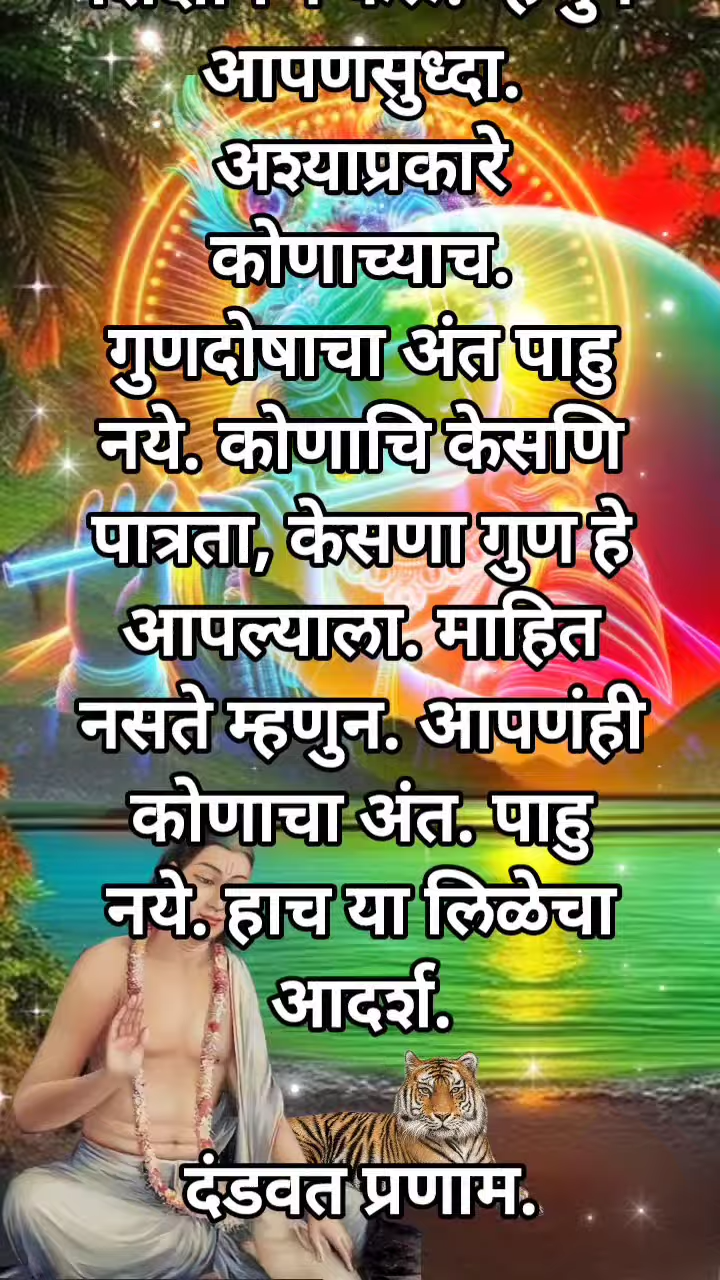 आपणसुध्दा.
अश्याप्रकारे
कोणाच्याच.
गुणदोषाचा अंत पाहु
नये. कोणाचि केसणि
पात्रता, केसणा गुण हे
आपल्याला. माहित
नसते म्हणुन. आपणंही
कोणाचा अंत. पाहु
नये. हाच या लिळेचा
आदर्श.
दंडवत प्रणाम.